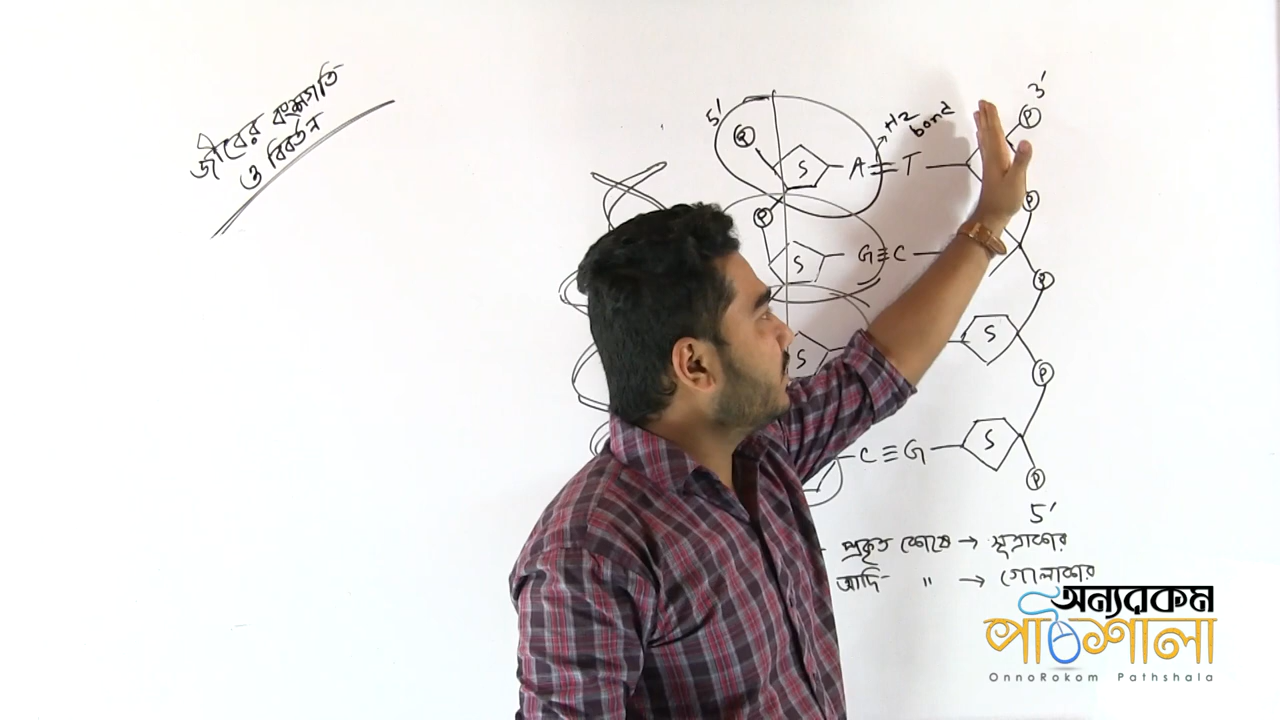 জীবের বংশগতি
ও বিবর্তন
5' 3'
P P
H2 bond
S A = T
P P
S G ≡ C
P
S S
P
C ≡ G S
P
5'
প্রকৃত কোষে → সূত্রাকার
আদি " → গোলাকার
অন্যরকম
পাঠশালা
OnnoRokom Pathshala